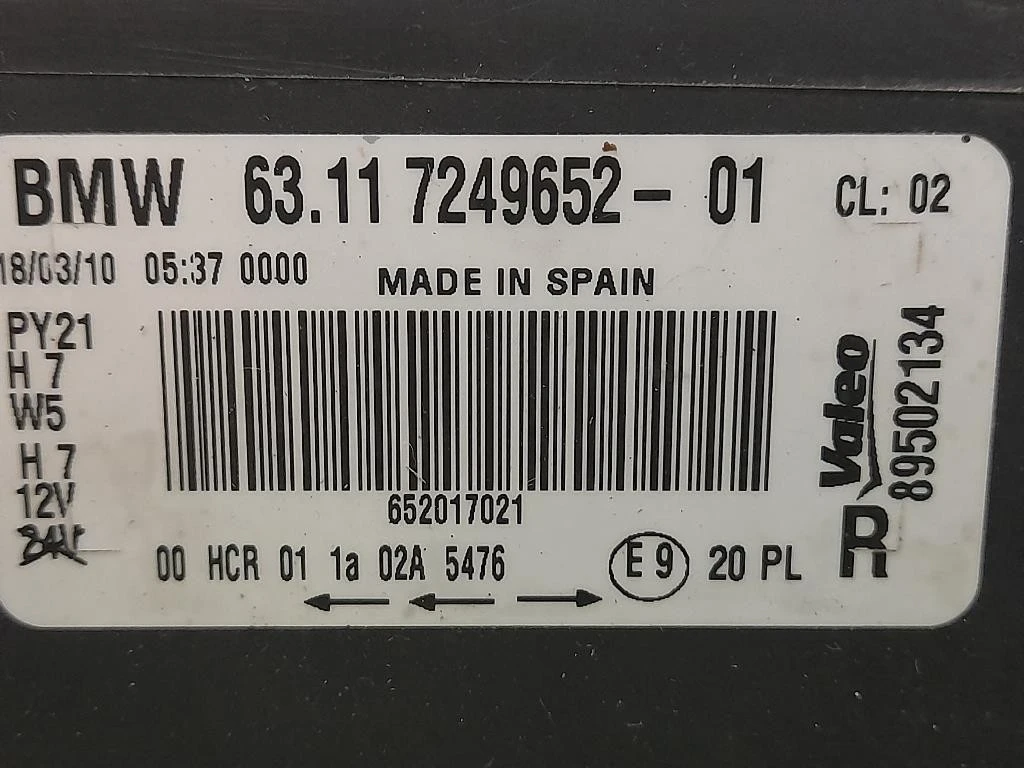 BMW 63.11 7249652-01 CL: 02
18/03/10 05:37 0000
MADE IN SPAIN
PY21
H 7
W5
H 7
12V
652017021
00 HCR 01 1a 02A 5476
E 9 20 PL
Valeo
89502134
R